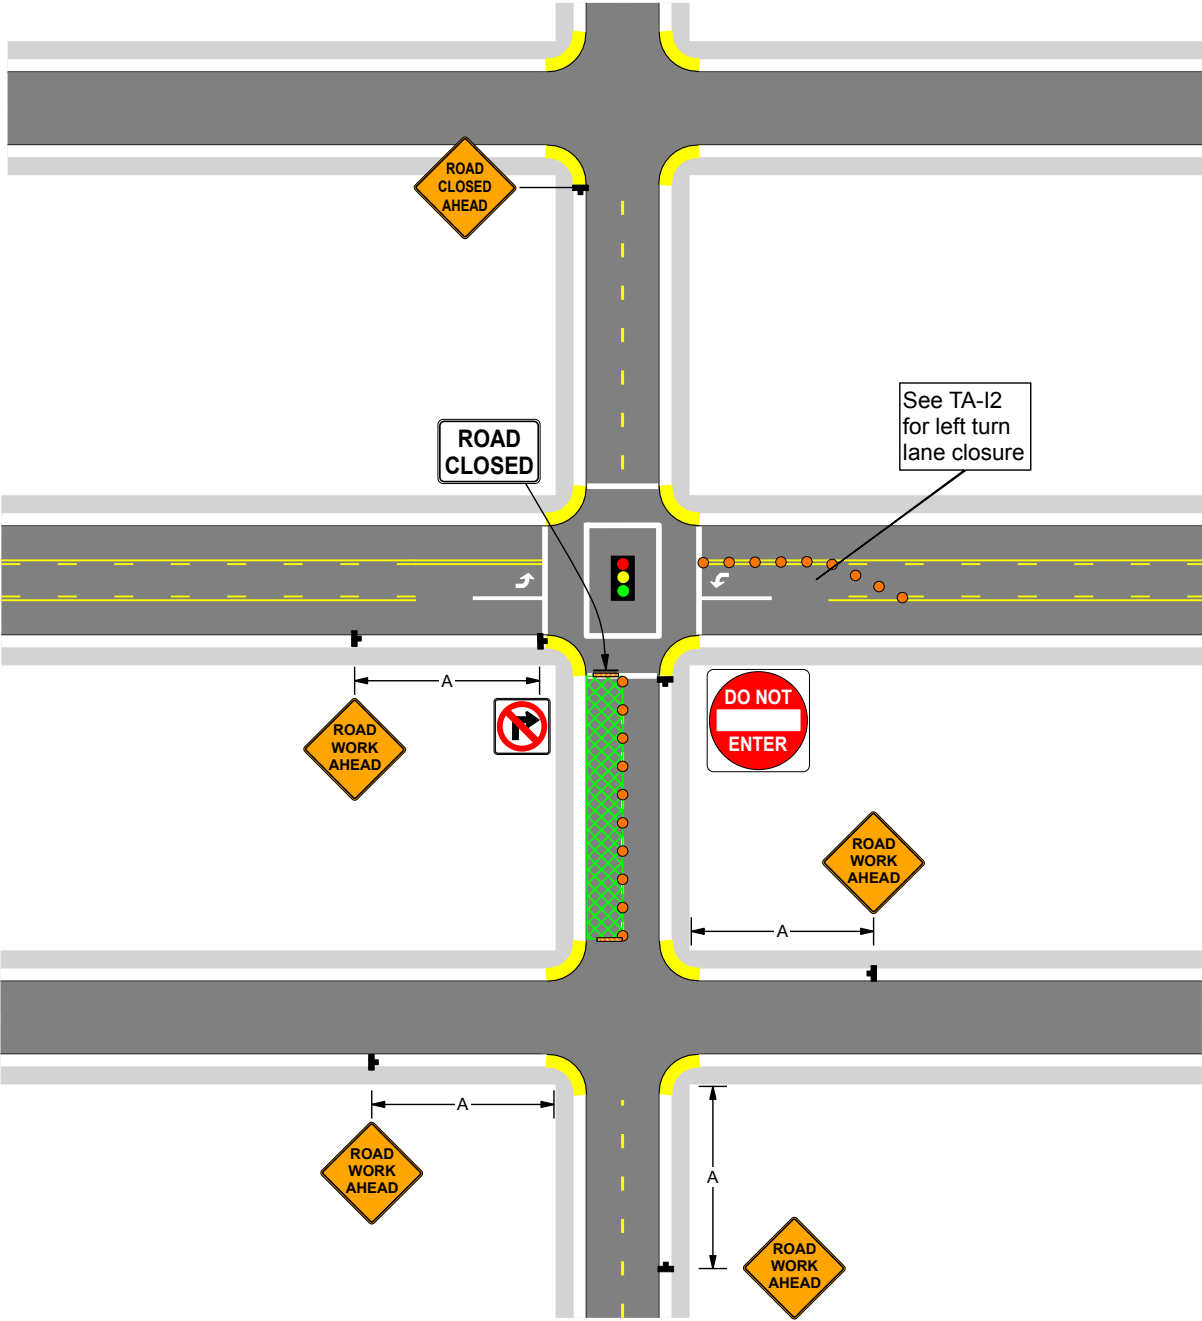 ROAD
CLOSED
AHEAD
See TA-I2
for left turn
lane closure
ROAD
CLOSED
A
DO NOT
ENTER
ROAD
WORK
AHEAD
ROAD
WORK
AHEAD
A
A
ROAD
WORK
AHEAD
A
ROAD
WORK
AHEAD